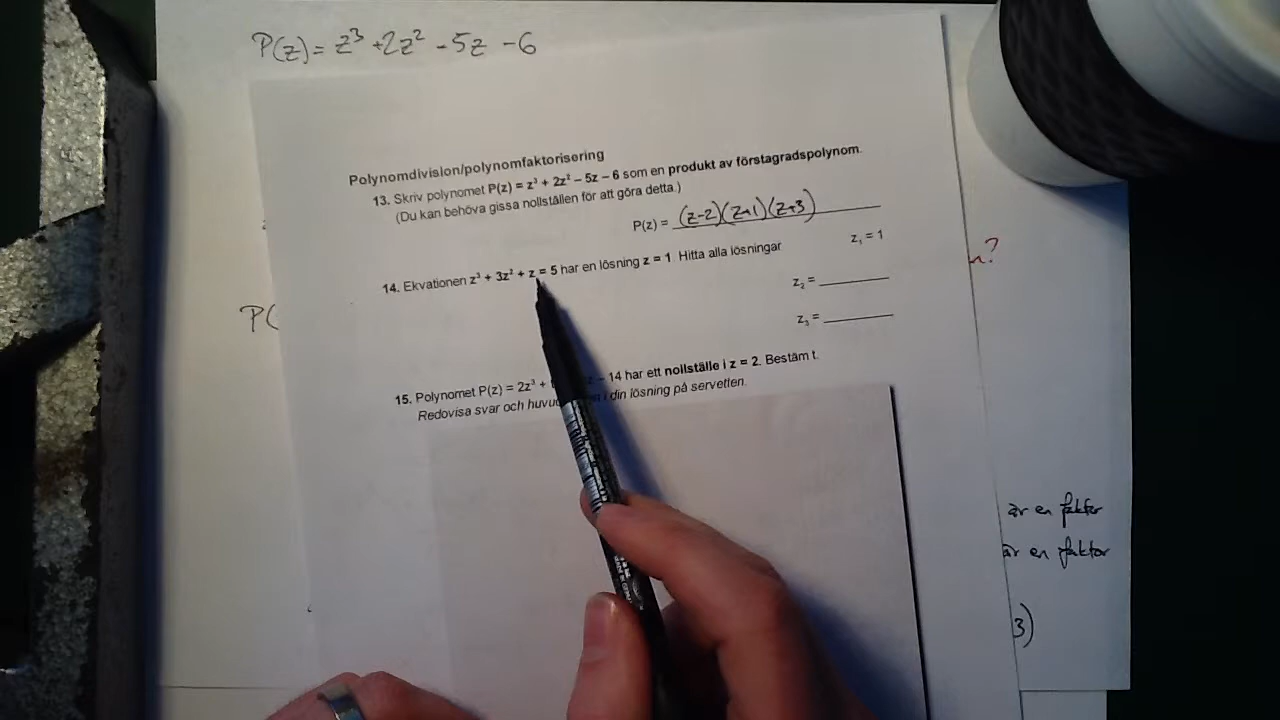 P(z) = z³ +2z² -5z -6
Polynomdivision/polynomfaktorisering
13. Skriv polynomet P(z) = z³ + 2z² – 5z – 6 som en produkt av förstagradspolynom.
(Du kan behöva gissa nollställen för att göra detta.)
P(z) = (z-2)(z+1)(z+3)
14. Ekvationen z³ + 3z² + z = 5 har en lösning z = 1. Hitta alla lösningar
z₁ = 1
z₂ =
z₃ =
P(
?
15. Polynomet P(z) = 2z³ + – 14 har ett nollställe i z = 2. Bestäm t.
Redovisa svar och i din lösning på servetten.
är en faktor
är en faktor
3)